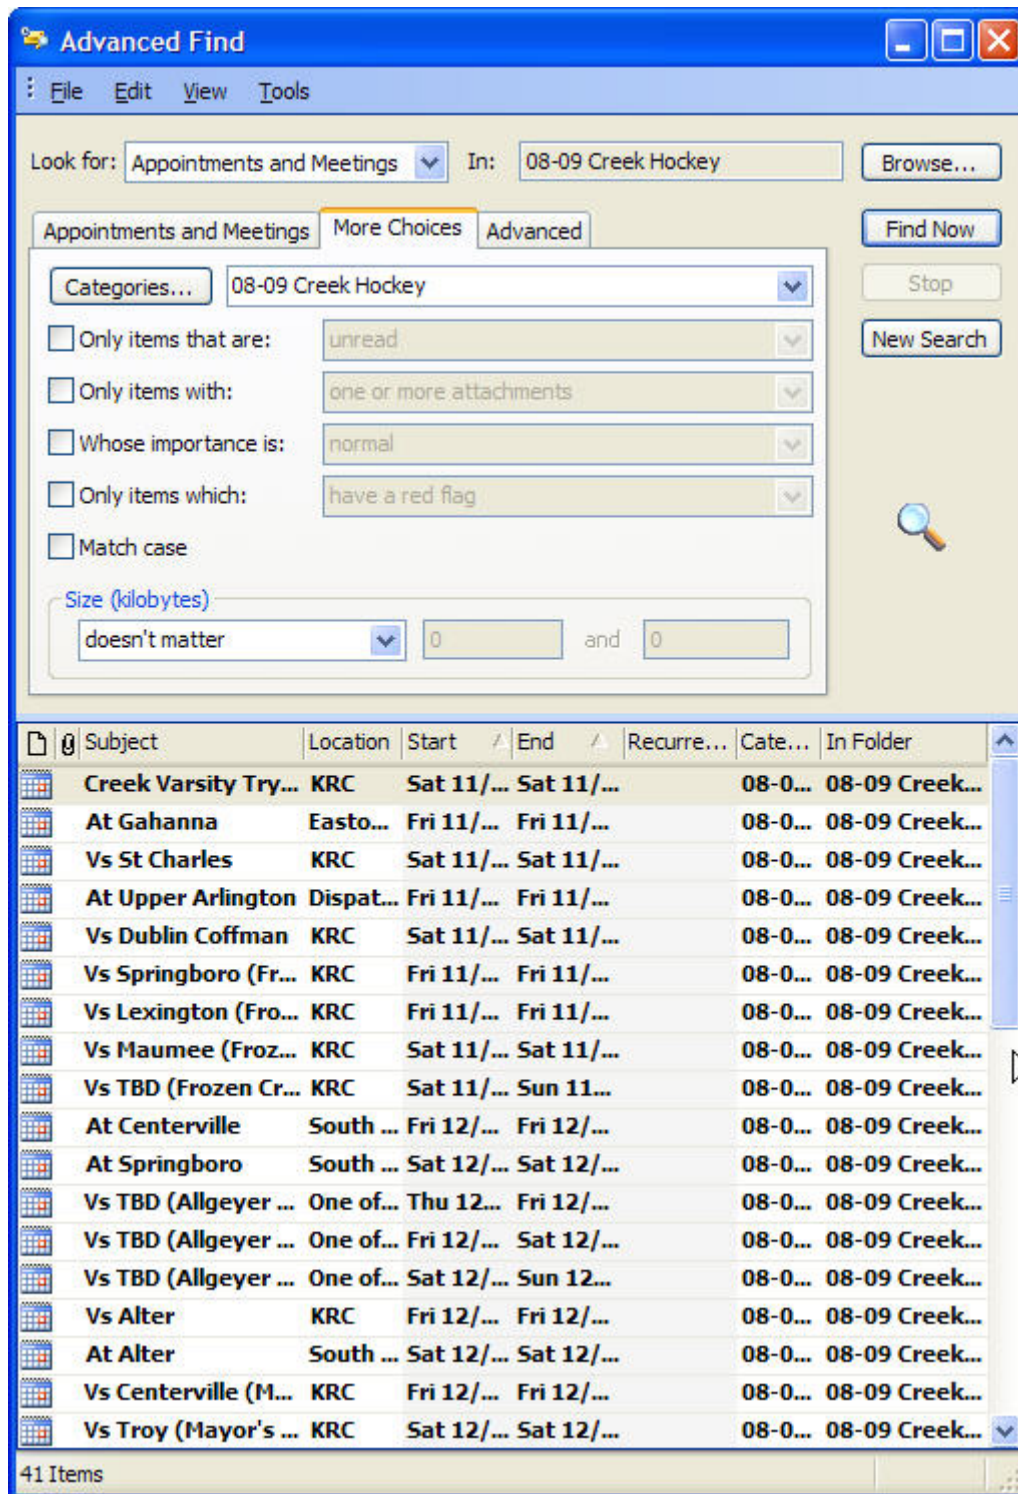 Advanced Find
File Edit View Tools
Look for: Appointments and Meetings In: 08-09 Creek Hockey Browse...
Appointments and Meetings More Choices Advanced Find Now
Categories... 08-09 Creek Hockey Stop
Only items that are: unread New Search
Only items with: one or more attachments
Whose importance is: normal
Only items which: have a red flag
Match case
Size (kilobytes)
doesn't matter 0 and 0
Subject Location Start End Recurre... Cate... In Folder
Creek Varsity Try... KRC Sat 11/... Sat 11/... 08-0... 08-09 Creek...
At Gahanna Easto... Fri 11/... Fri 11/... 08-0... 08-09 Creek...
Vs St Charles KRC Sat 11/... Sat 11/... 08-0... 08-09 Creek...
At Upper Arlington Dispat... Fri 11/... Fri 11/... 08-0... 08-09 Creek...
Vs Dublin Coffman KRC Sat 11/... Sat 11/... 08-0... 08-09 Creek...
Vs Springboro (Fr... KRC Fri 11/... Fri 11/... 08-0... 08-09 Creek...
Vs Lexington (Fro... KRC Fri 11/... Fri 11/... 08-0... 08-09 Creek...
Vs Maumee (Froz... KRC Sat 11/... Sat 11/... 08-0... 08-09 Creek...
Vs TBD (Frozen Cr... KRC Sat 11/... Sun 11... 08-0... 08-09 Creek...
At Centerville South ... Fri 12/... Fri 12/... 08-0... 08-09 Creek...
At Springboro South ... Sat 12/... Sat 12/... 08-0... 08-09 Creek...
Vs TBD (Allgeyer ... One of... Thu 12... Fri 12/... 08-0... 08-09 Creek...
Vs TBD (Allgeyer ... One of... Fri 12/... Sat 12/... 08-0... 08-09 Creek...
Vs TBD (Allgeyer ... One of... Sat 12/... Sun 12... 08-0... 08-09 Creek...
Vs Alter KRC Fri 12/... Fri 12/... 08-0... 08-09 Creek...
At Alter South ... Sat 12/... Sat 12/... 08-0... 08-09 Creek...
Vs Centerville (M... KRC Fri 12/... Fri 12/... 08-0... 08-09 Creek...
Vs Troy (Mayor's ... KRC Sat 12/... Sat 12/... 08-0... 08-09 Creek...
41 Items